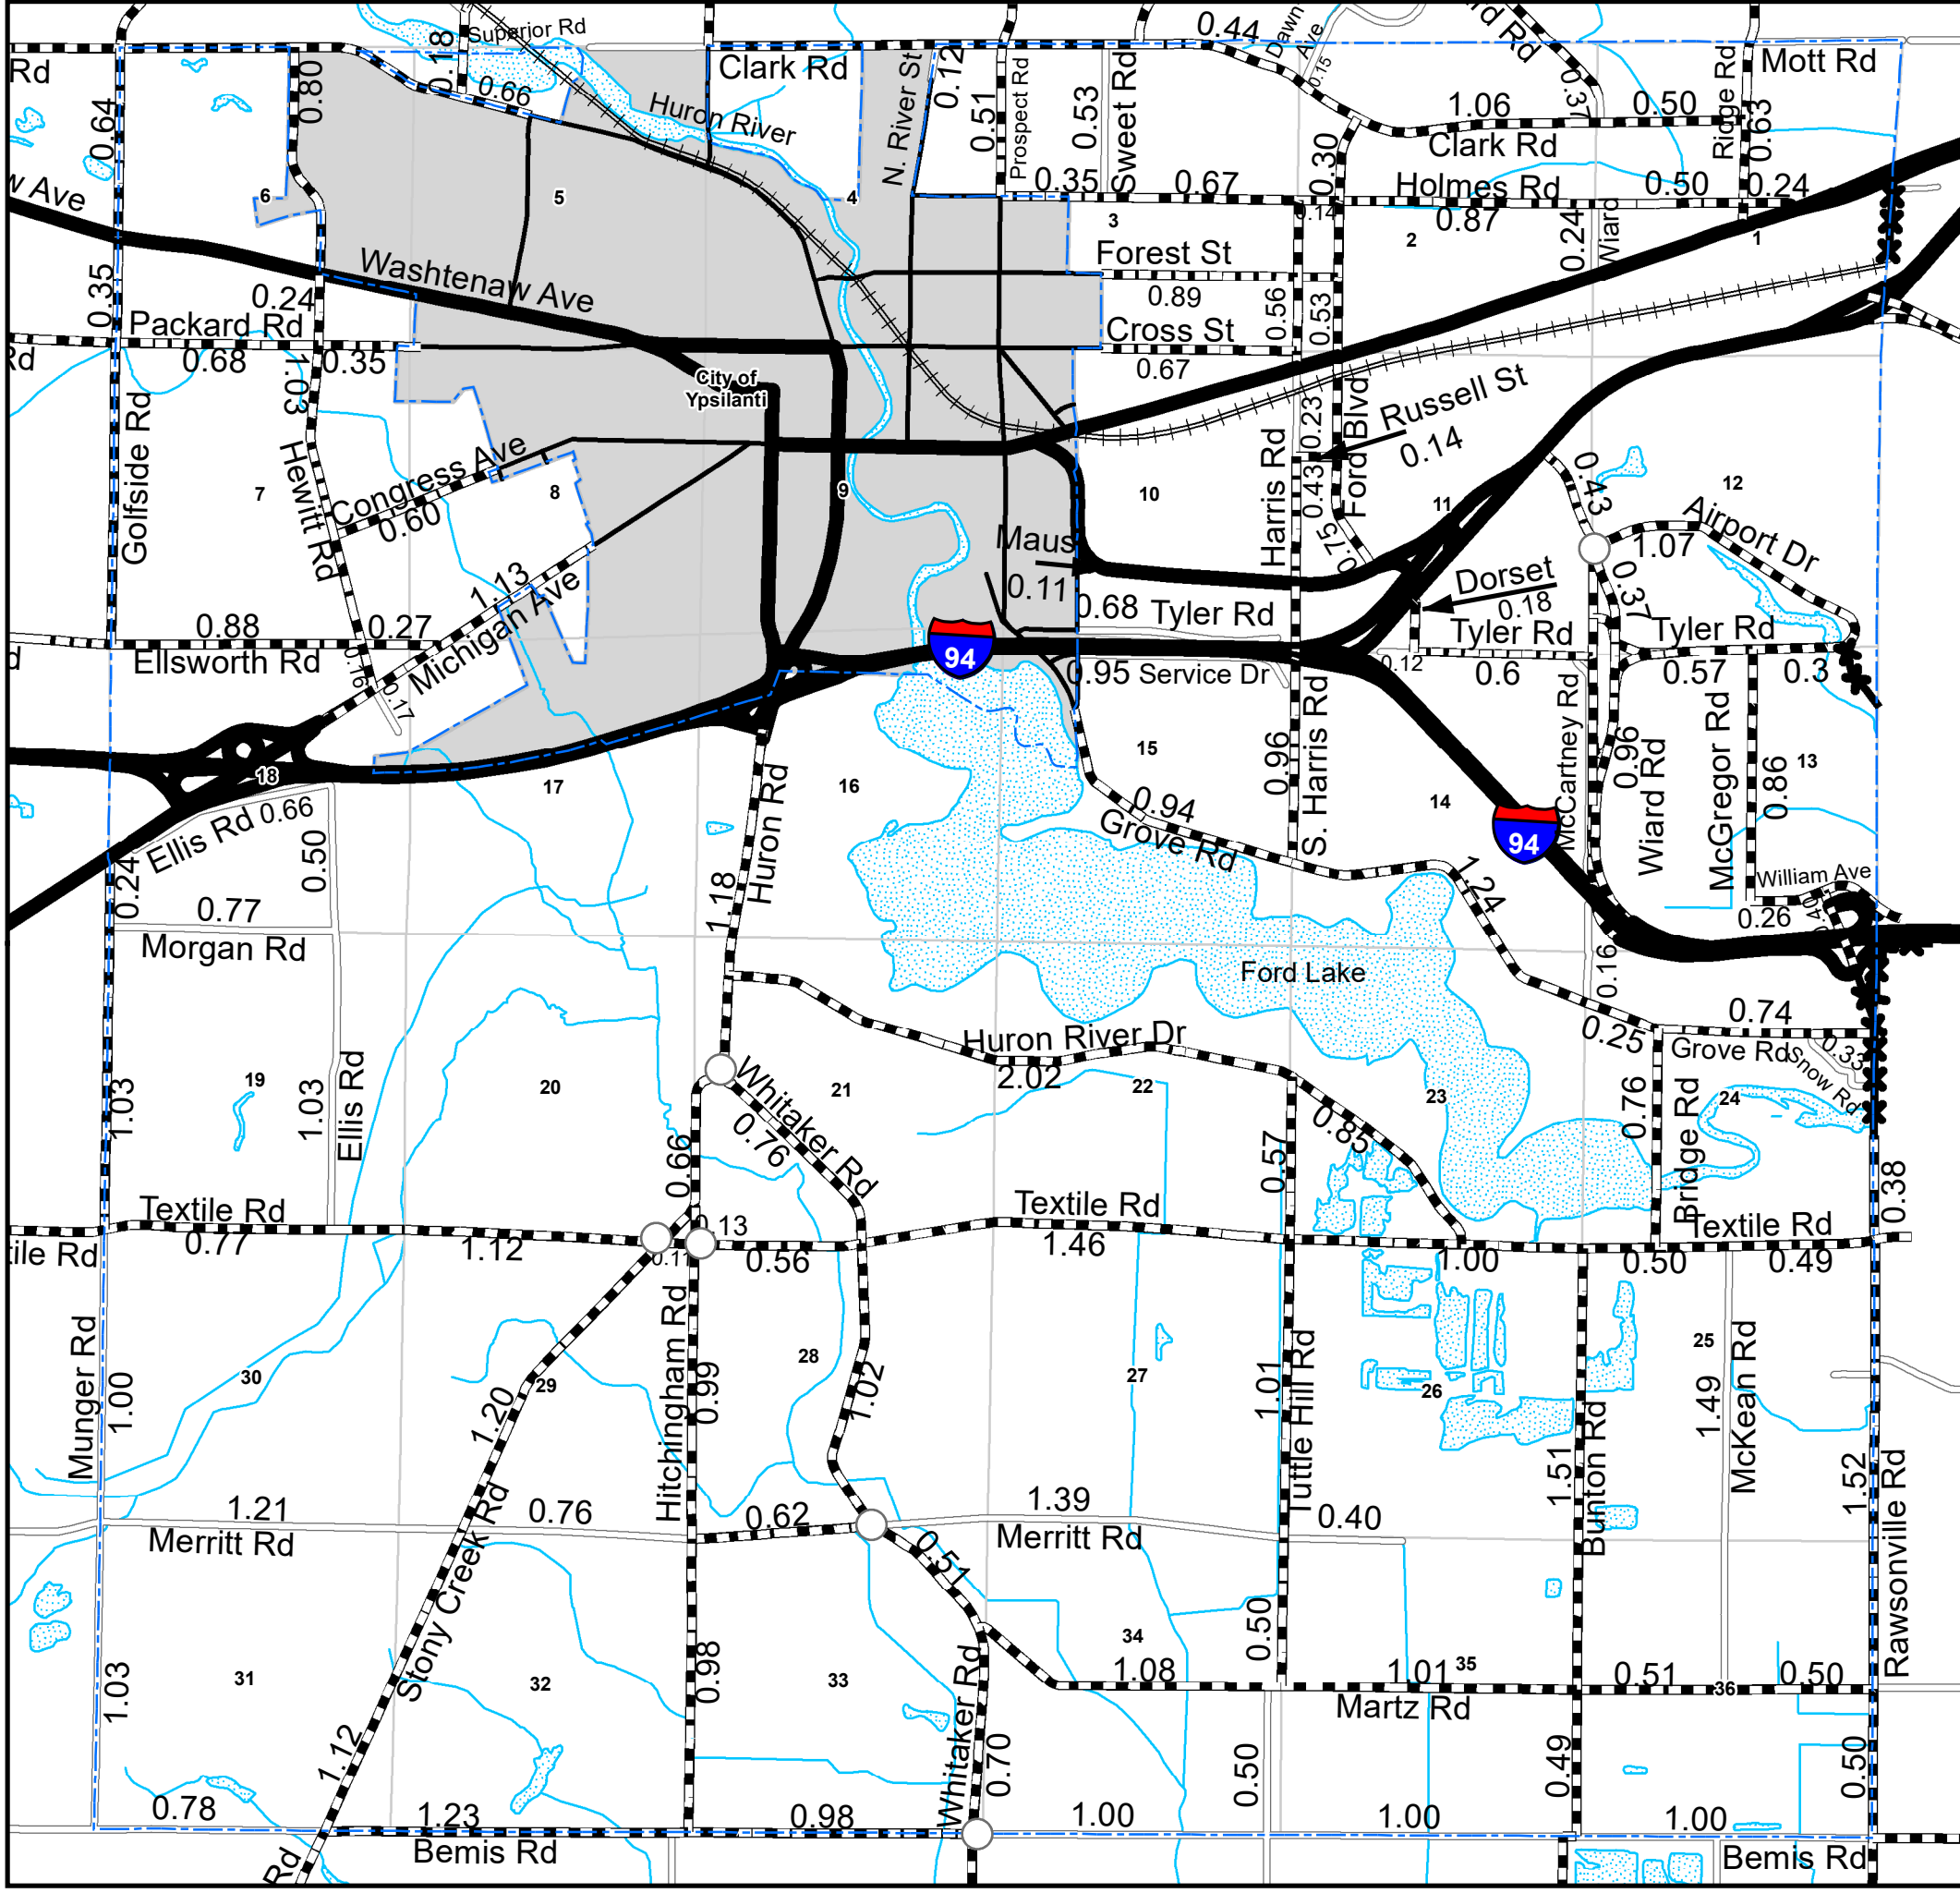 Superior Rd
0.18
0.66
0.80
Rd
0.64
Clark Rd
Huron River
N. River St
0.12
0.51
Prospect Rd
0.53
Sweet Rd
0.44
Dawn-
Ave
0.15
rd Rd
0.37
1.06
0.50
Clark Rd
Ridge Rd
0.63
Mott Rd
0.30
0.35
0.67
Holmes Rd
0.50
0.24
0.14
0.87
0.24
Wiard
w Ave
6
5
4
3
2
1
Forest St
0.89
Cross St
0.67
0.56
0.53
Washtenaw Ave
0.35
0.24
Packard Rd
0.68
0.35
Rd
1.03
City of
Ypsilanti
Golfside Rd
Hewitt Rd
Congress Ave
0.60
7
8
9
10
11
12
Harris Rd
0.23
0.43
Ford Blvd
Russell St
0.14
0.75
0.43
Airport Dr
1.07
0.37
Maus
0.11
Dorset
0.18
1.13
Michigan Ave
0.88
0.27
Ellsworth Rd
d
0.16
0.17
94
0.68 Tyler Rd
0.95 Service Dr
Tyler Rd
0.12
0.6
Tyler Rd
0.57
0.3
15
0.96
S. Harris Rd
14
McCartney Rd
0.96
Wiard Rd
McGregor Rd
0.86
13
18
17
16
Ellis Rd 0.66
0.50
0.24
0.77
Morgan Rd
Huron Rd
1.18
0.94
Grove Rd
94
1.24
William Ave
0.26
0.40
Ford Lake
0.16
0.25
0.74
Grove Rd
0.33
Snow Rd
Huron River Dr
2.02
19
20
21
22
23
24
1.03
1.03
Ellis Rd
Whitaker Rd
0.76
0.66
0.57
0.85
0.76
Bridge Rd
0.38
Textile Rd
0.77
1.12
tile Rd
0.13
0.11
0.56
Textile Rd
1.46
1.00
0.50
Textile Rd
0.49
Munger Rd
1.00
30
29
1.20
Hitchingham Rd
0.99
28
1.02
27
1.01
Tuttle Hill Rd
26
25
1.51
Bunton Rd
1.49
McKean Rd
1.52
Rawsonville Rd
1.21
Merritt Rd
0.76
0.62
0.51
1.39
Merritt Rd
0.40
Stony Creek Rd
1.03
31
32
0.98
33
34
35
36
0.50
1.08
1.01
Martz Rd
0.51
0.50
1.12
Whitaker Rd
0.70
0.50
0.49
0.50
0.78
1.23
Bemis Rd
0.98
1.00
1.00
1.00
Bemis Rd
Rd